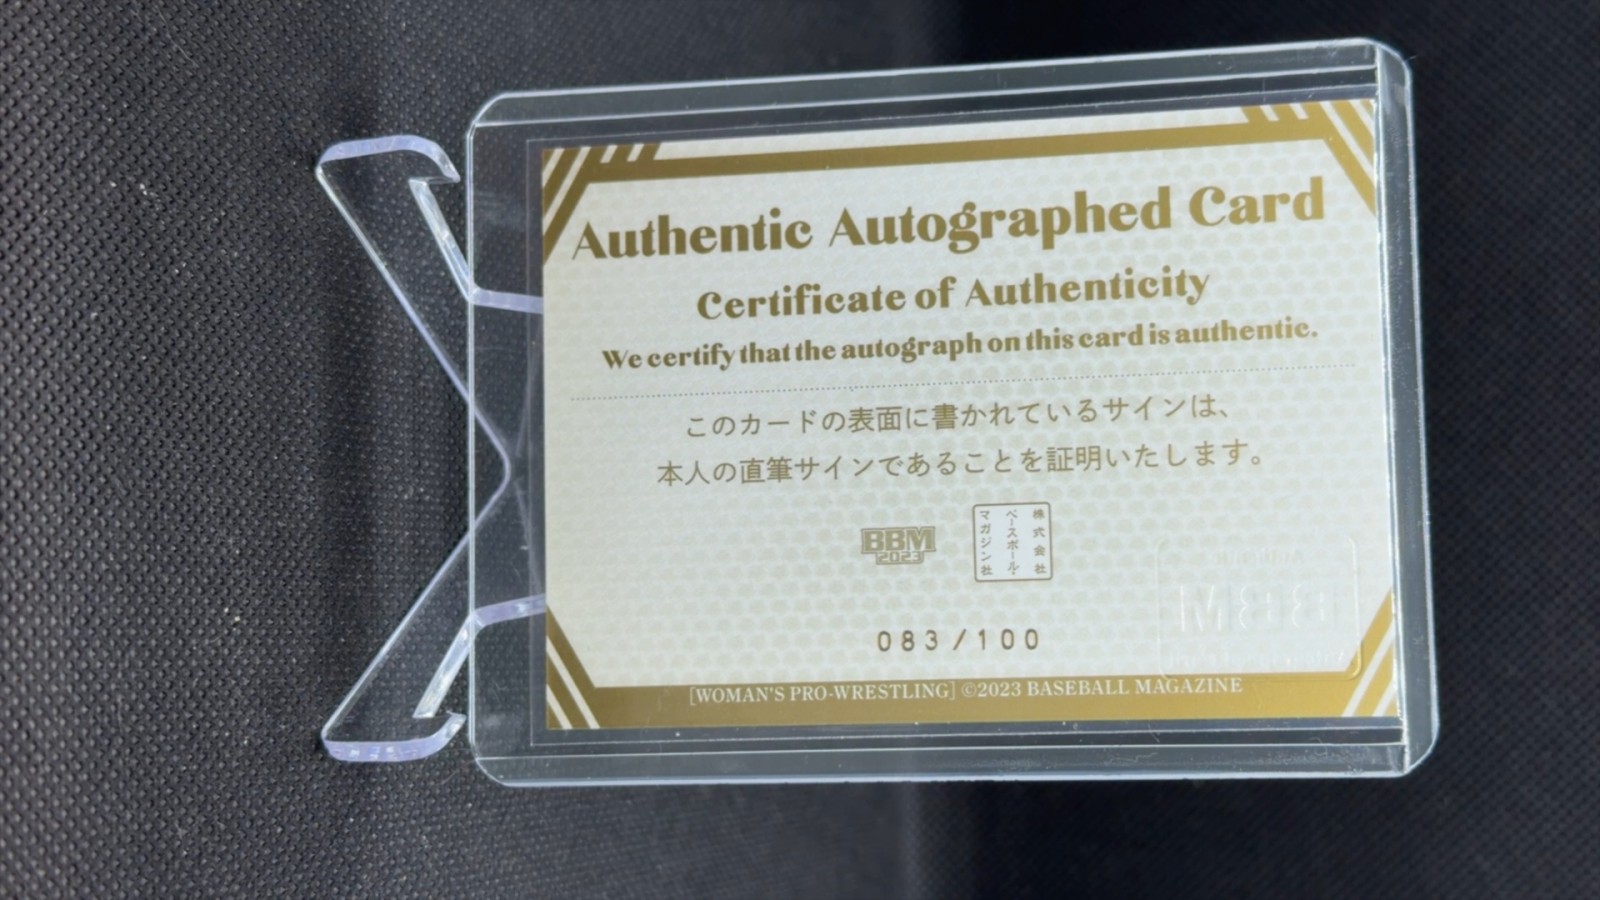 Authentic Autographed Card
Certificate of Authenticity
We certify that the autograph on this card is authentic.
このカードの表面に書かれているサインは、
本人の直筆サインであることを証明いたします。
BBM
2023
株式会社
ベースボール・
マガジン社
083/100
[WOMAN'S PRO-WRESTLING] ©2023 BASEBALL MAGAZINE
BBM